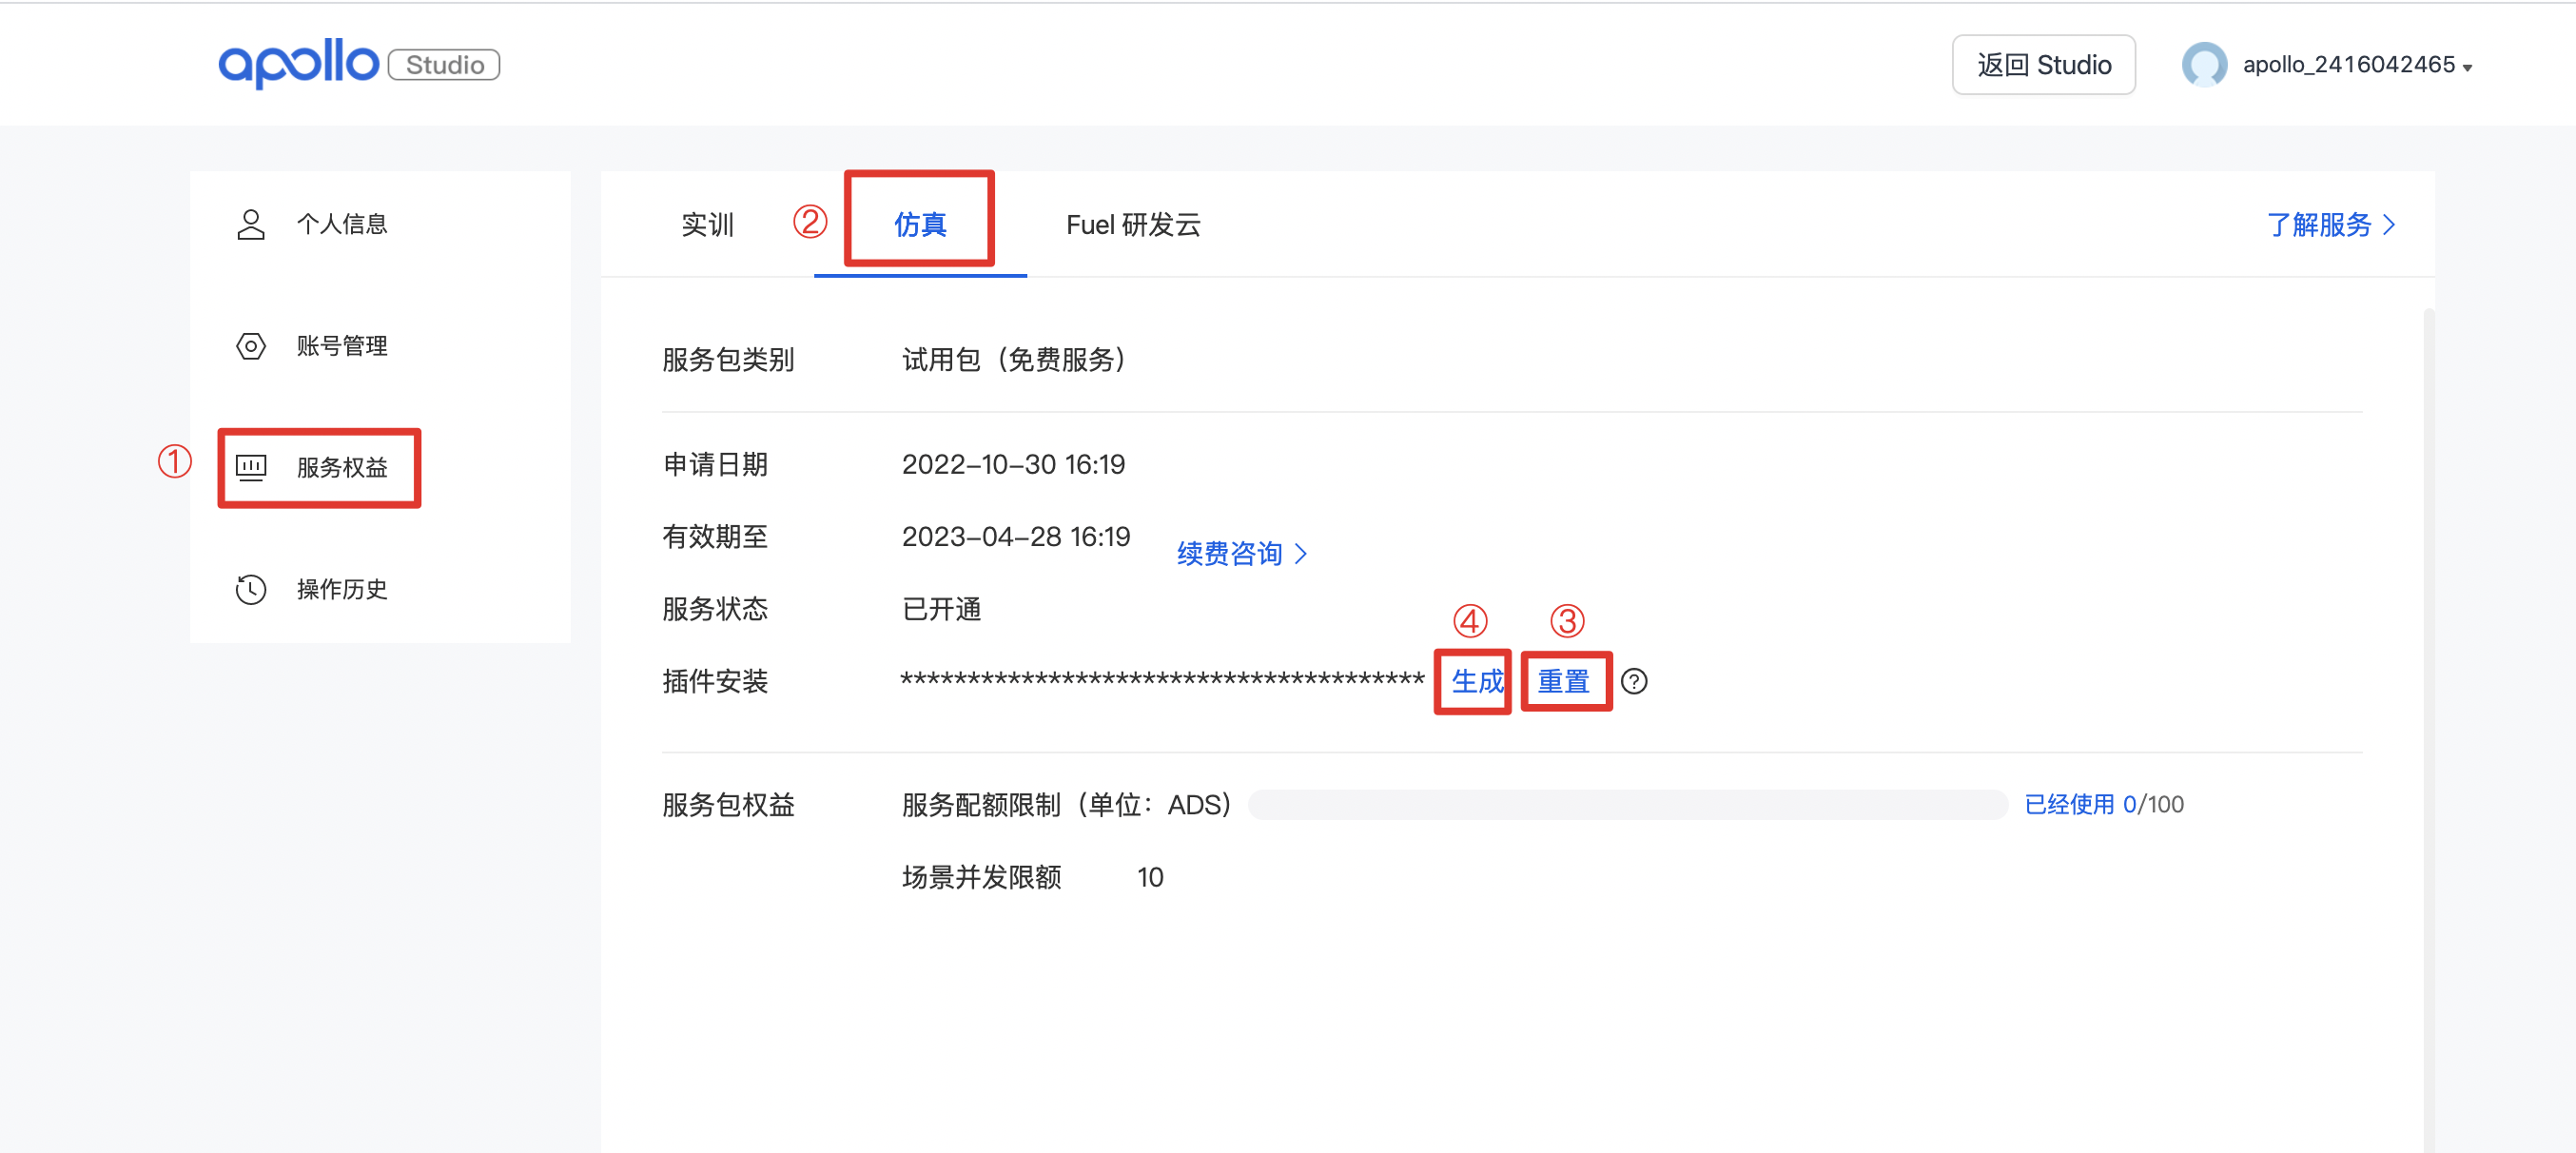 apollo Studio
返回 Studio
apollo_2416042465
个人信息
账号管理
① 服务权益
操作历史
实训 ② 仿真 Fuel 研发云 了解服务
服务包类别 试用包（免费服务）
申请日期 2022-10-30 16:19
有效期至 2023-04-28 16:19 续费咨询
服务状态 已开通
④ ③
插件安装 *************************************** 生成 重置 ?
服务包权益 服务配额限制（单位：ADS） 已经使用 0/100
场景并发限额 10